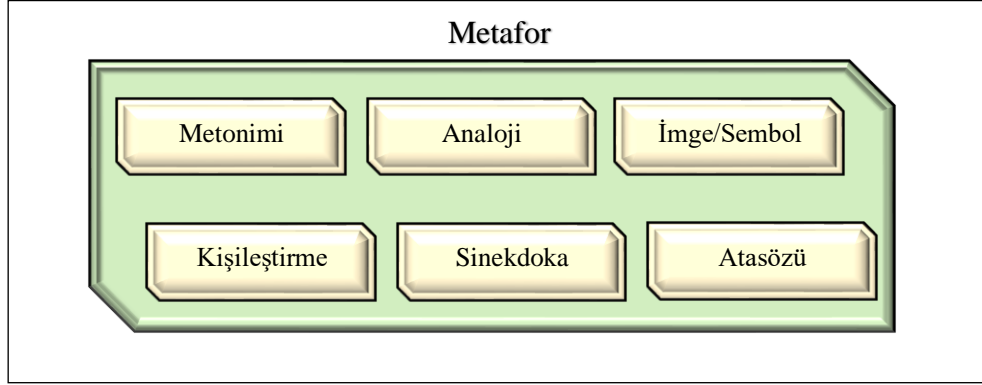 Metafor
Metonimi Analoji İmge/Sembol
Kişileştirme Sinekdoka Atasözü